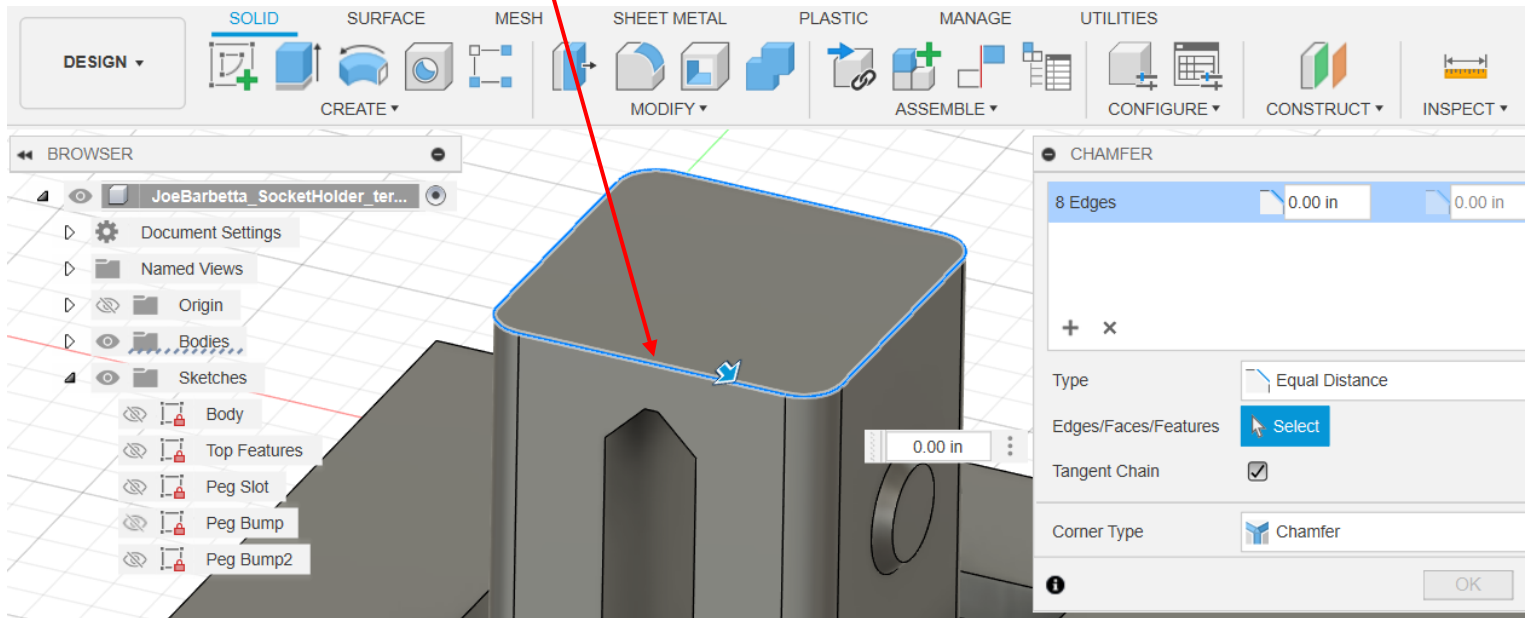 SOLID SURFACE MESH SHEET METAL PLASTIC MANAGE UTILITIES
DESIGN ▾
CREATE ▾ MODIFY ▾ ASSEMBLE ▾ CONFIGURE ▾ CONSTRUCT ▾ INSPECT ▾
BROWSER
JoeBarbetta_SocketHolder_ter...
Document Settings
Named Views
Origin
Bodies
Sketches
Body
Top Features
Peg Slot
Peg Bump
Peg Bump2
0.00 in
CHAMFER
8 Edges 0.00 in 0.00 in
Type Equal Distance
Edges/Faces/Features Select
Tangent Chain
Corner Type Chamfer
OK